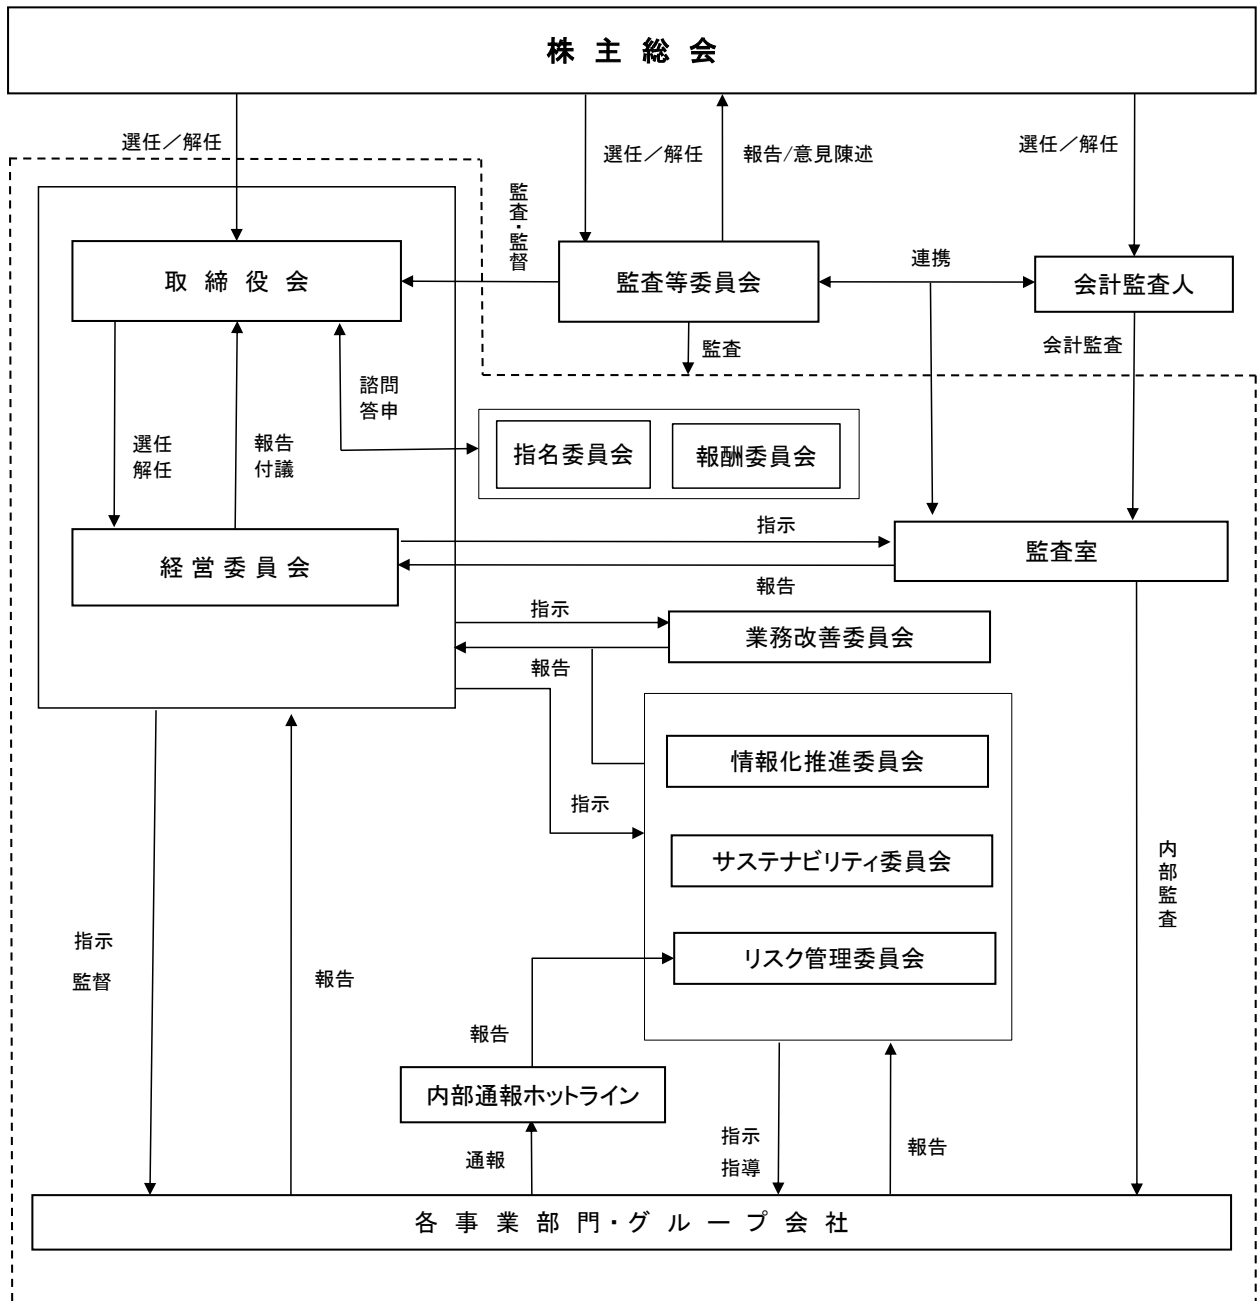 株主総会
選任／解任
選任／解任
報告/意見陳述
選任／解任
監査・監督
取締役会
監査等委員会
連携
会計監査人
監査
会計監査
諮問
答申
選任
解任
報告
付議
指名委員会
報酬委員会
指示
経営委員会
監査室
報告
指示
業務改善委員会
報告
情報化推進委員会
指示
サステナビリティ委員会
内部監査
指示
監督
報告
リスク管理委員会
報告
内部通報ホットライン
通報
指示
指導
報告
各事業部門・グループ会社